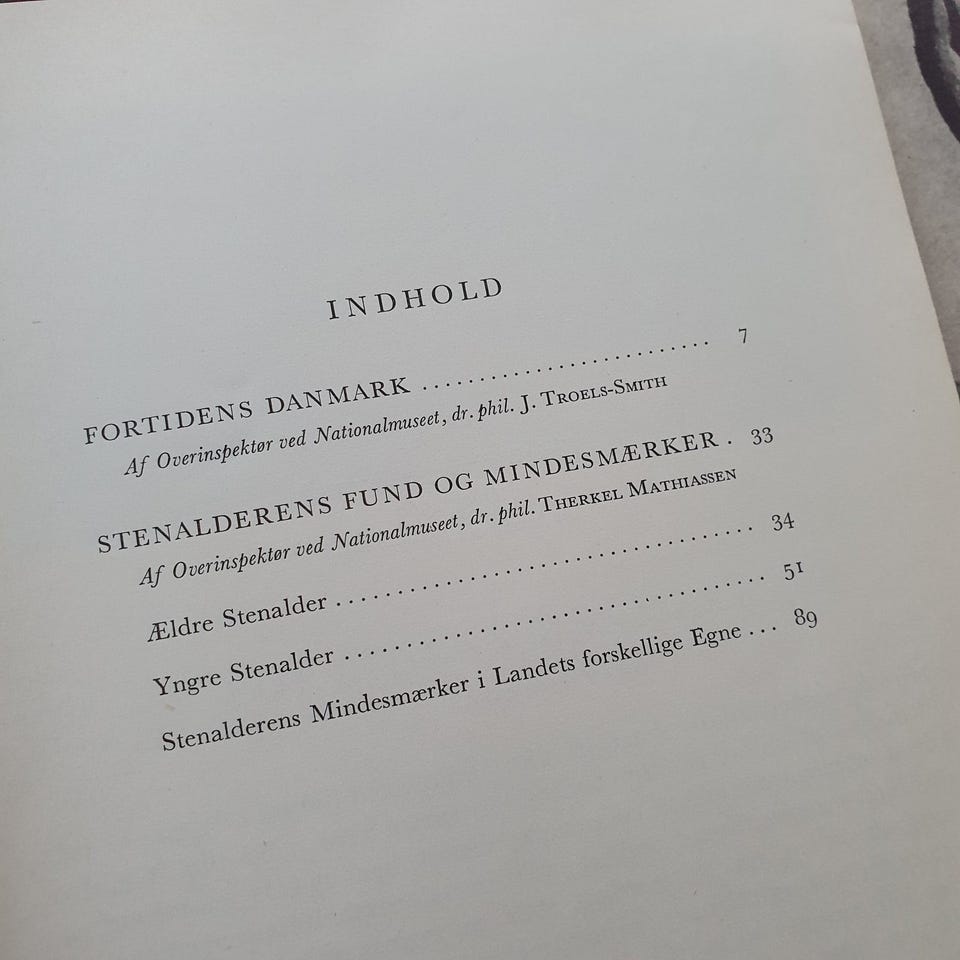 INDHOLD
FORTIDENS DANMARK .......................... 7
Af Overinspektør ved Nationalmuseet, dr. phil. J. TROELS-SMITH
STENALDERENS FUND OG MINDESMÆRKER . 33
Af Overinspektør ved Nationalmuseet, dr. phil. THERKEL MATHIASSEN
Ældre Stenalder ..................................... 34
Yngre Stenalder ..................................... 51
Stenalderens Mindesmærker i Landets forskellige Egne ... 89